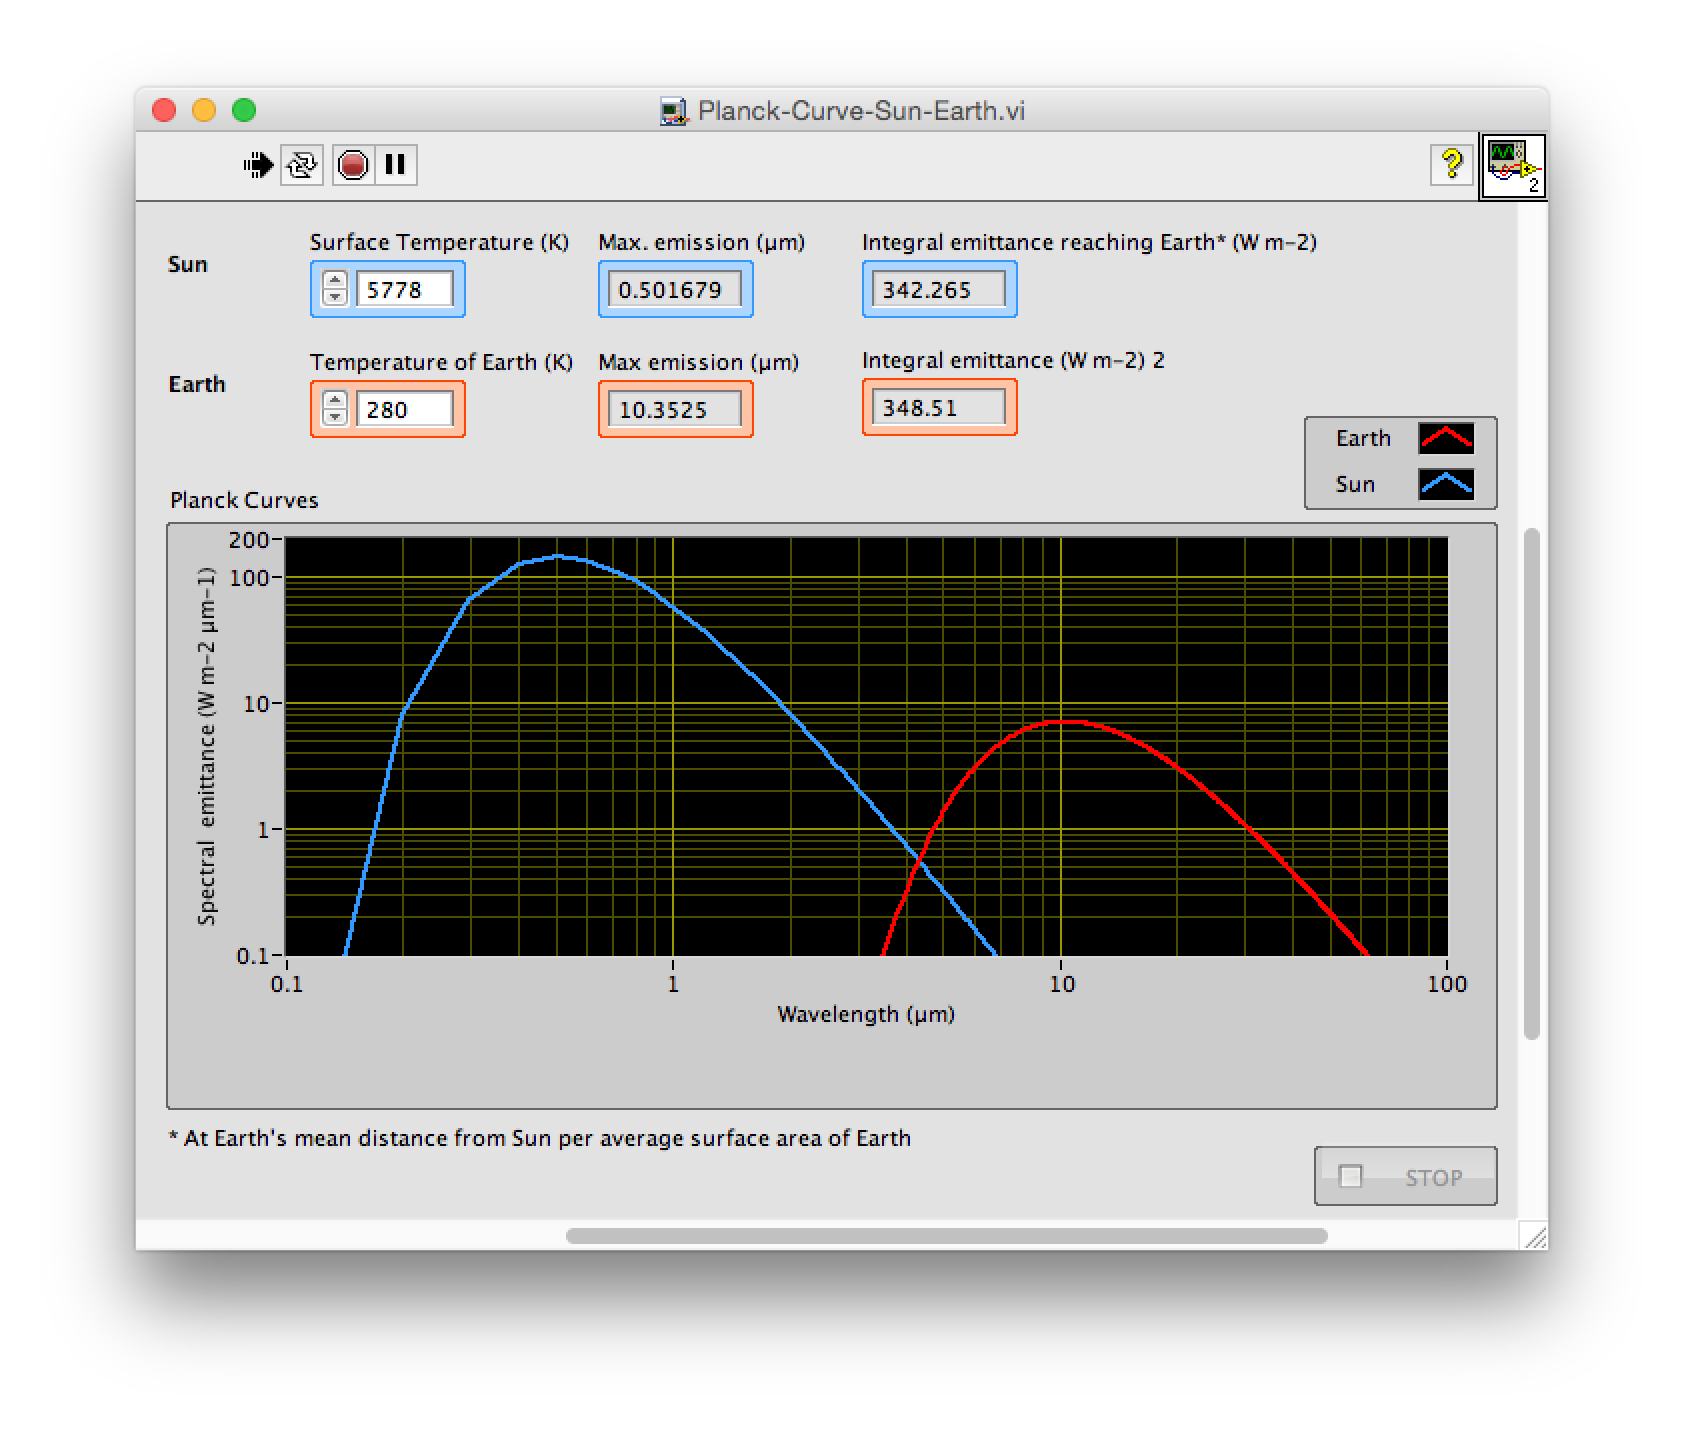 Planck-Curve-Sun-Earth.vi
?
2
Sun
Surface Temperature (K)
Max. emission (µm)
Integral emittance reaching Earth* (W m-2)
5778
0.501679
342.265
Earth
Temperature of Earth (K)
Max emission (µm)
Integral emittance (W m-2) 2
280
10.3525
348.51
Earth
Sun
Planck Curves
Spectral emittance (W m-2 µm-1)
200
100
10
1
0.1
0.1
1
10
100
Wavelength (µm)
* At Earth's mean distance from Sun per average surface area of Earth
STOP